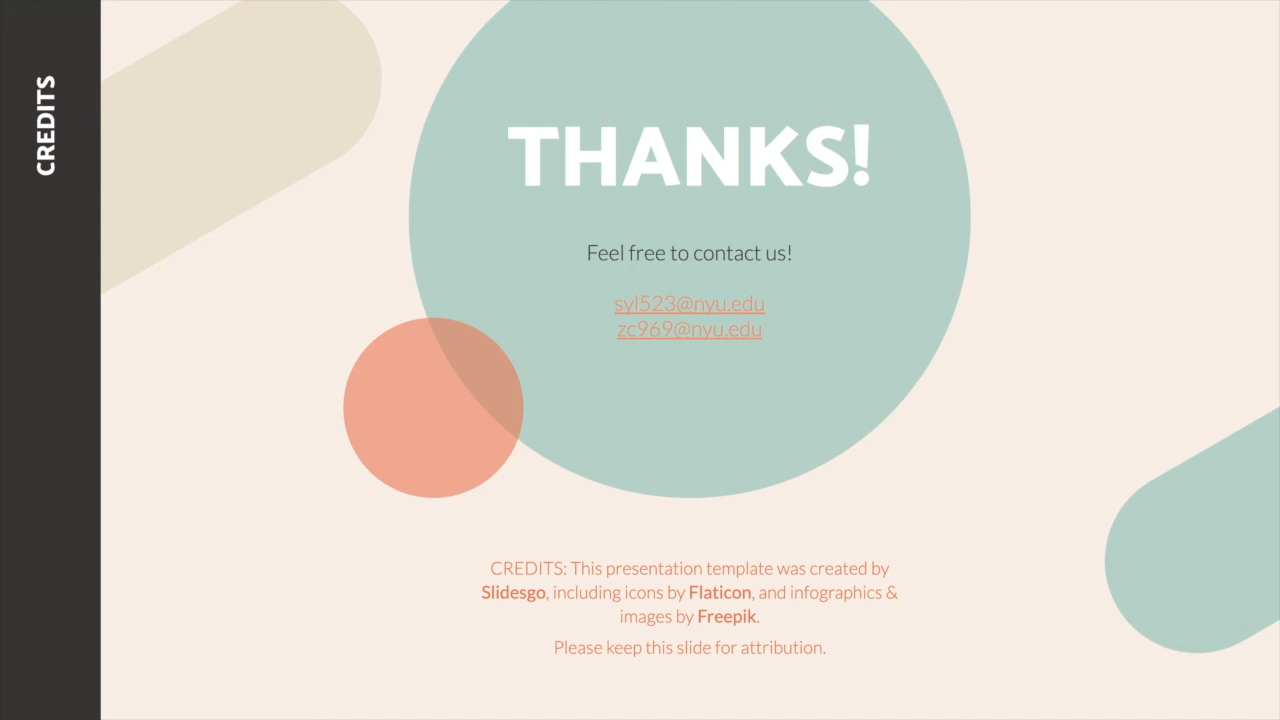 CREDITS
THANKS!
Feel free to contact us!
syl523@nyu.edu
zc969@nyu.edu
CREDITS: This presentation template was created by
Slidesgo, including icons by Flaticon, and infographics &
images by Freepik.
Please keep this slide for attribution.